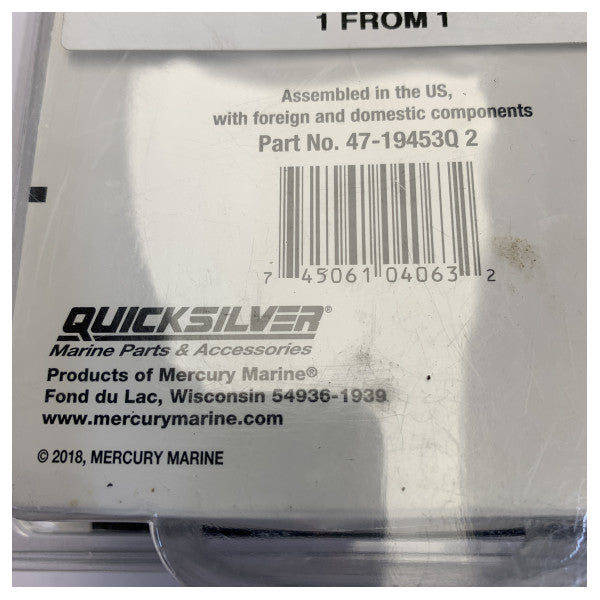 1 FROM 1
Assembled in the US,
with foreign and domestic components
Part No. 47-19453Q 2
7 45061 04063 2
QUICKSILVER®
Marine Parts & Accessories
Products of Mercury Marine®
Fond du Lac, Wisconsin 54936-1939
www.mercurymarine.com
© 2018, MERCURY MARINE